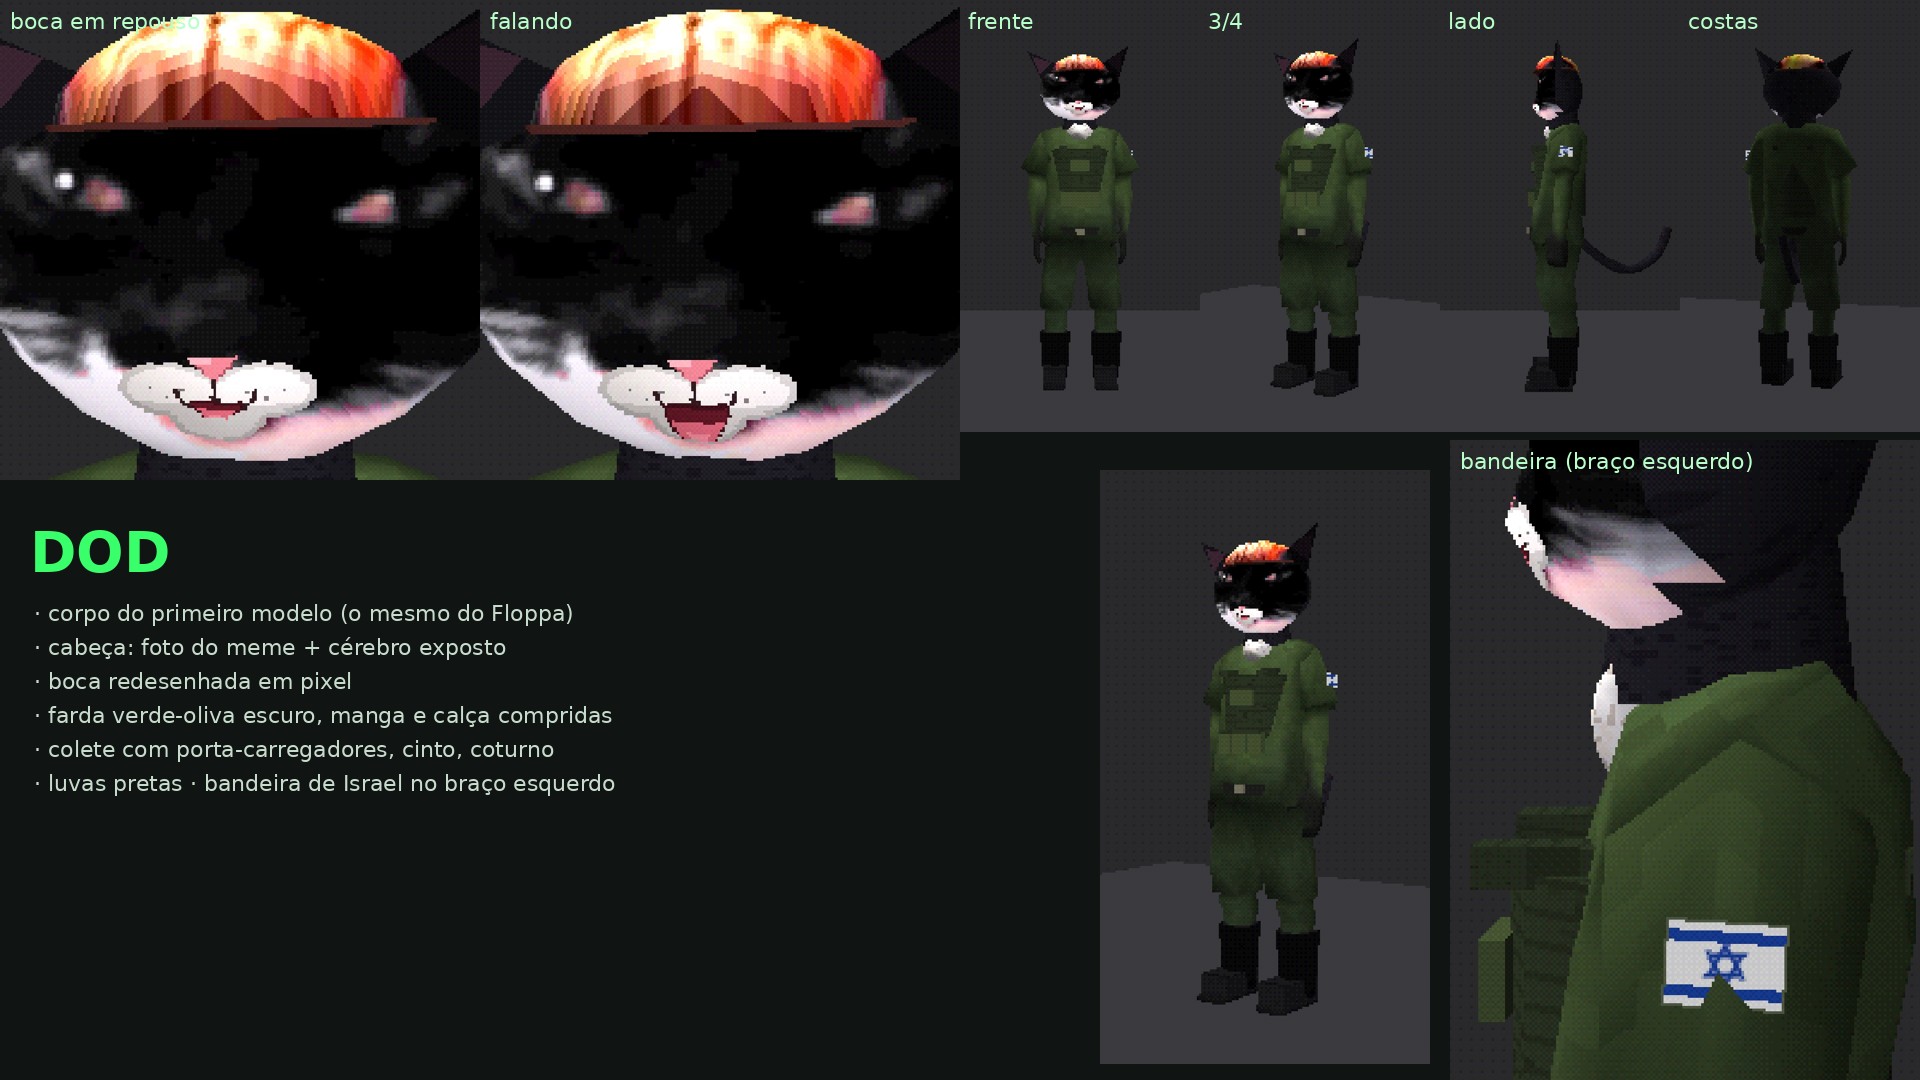 boca em repouso
falando
frente
3/4
lado
costas
bandeira (braço esquerdo)
DOD
· corpo do primeiro modelo (o mesmo do Floppa)
· cabeça: foto do meme + cérebro exposto
· boca redesenhada em pixel
· farda verde-oliva escuro, manga e calça compridas
· colete com porta-carregadores, cinto, coturno
· luvas pretas · bandeira de Israel no braço esquerdo